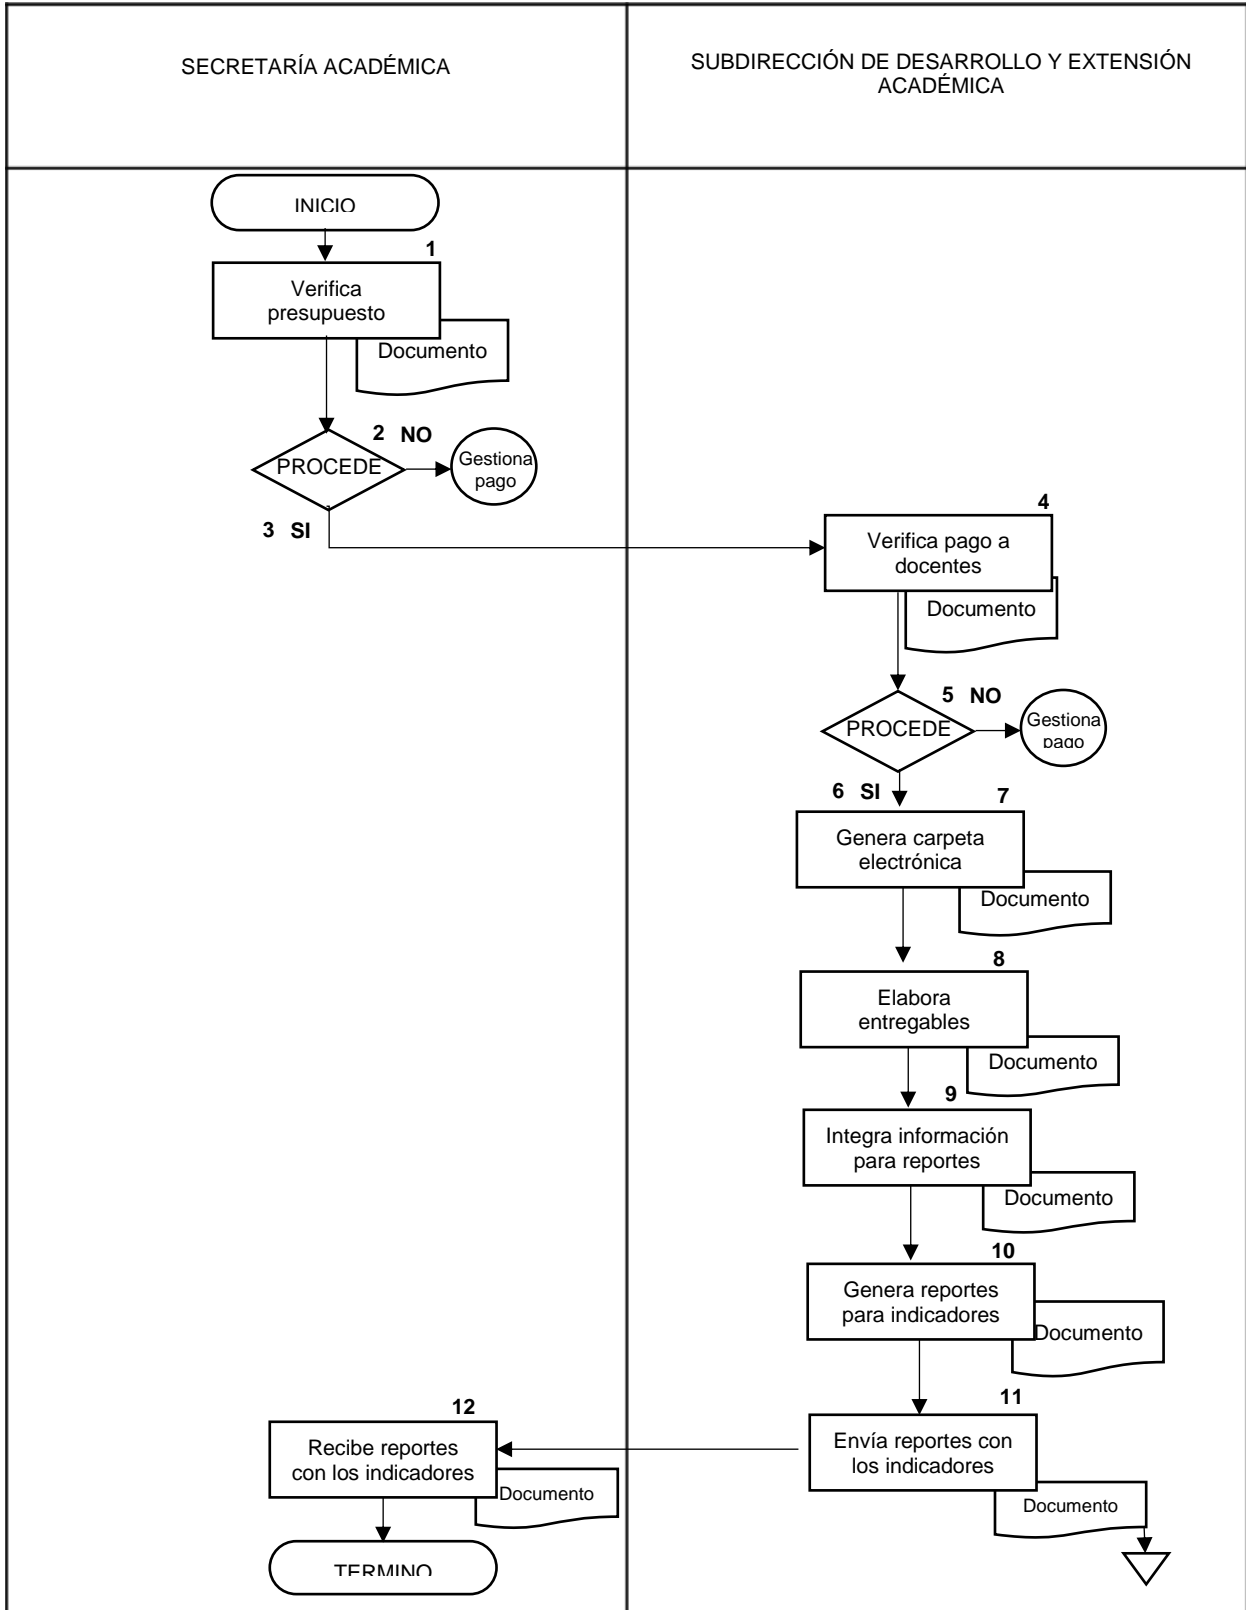 SECRETARÍA ACADÉMICA
SUBDIRECCIÓN DE DESARROLLO Y EXTENSIÓN
ACADÉMICA
INICIO
1
Verifica
presupuesto
Documento
2 NO
PROCEDE
Gestiona
pago
3 SI
4
Verifica pago a
docentes
Documento
5 NO
PROCEDE
Gestiona
pago
6 SI
7
Genera carpeta
electrónica
Documento
8
Elabora
entregables
Documento
9
Integra información
para reportes
Documento
10
Genera reportes
para indicadores
Documento
11
Envía reportes con
los indicadores
Documento
12
Recibe reportes
con los indicadores
Documento
TERMINO